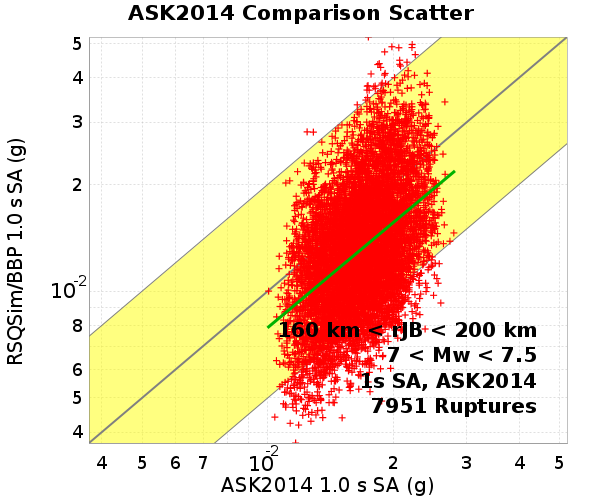 ASK2014 Comparison Scatter
5
4
3
2
10-2
8
6
5
4
RSQSim/BBP 1.0 s SA (g)
160 km < rJB < 200 km
7 < Mw < 7.5
1s SA, ASK2014
7951 Ruptures
4 5 6 7 10-2 2 3 4 5
ASK2014 1.0 s SA (g)